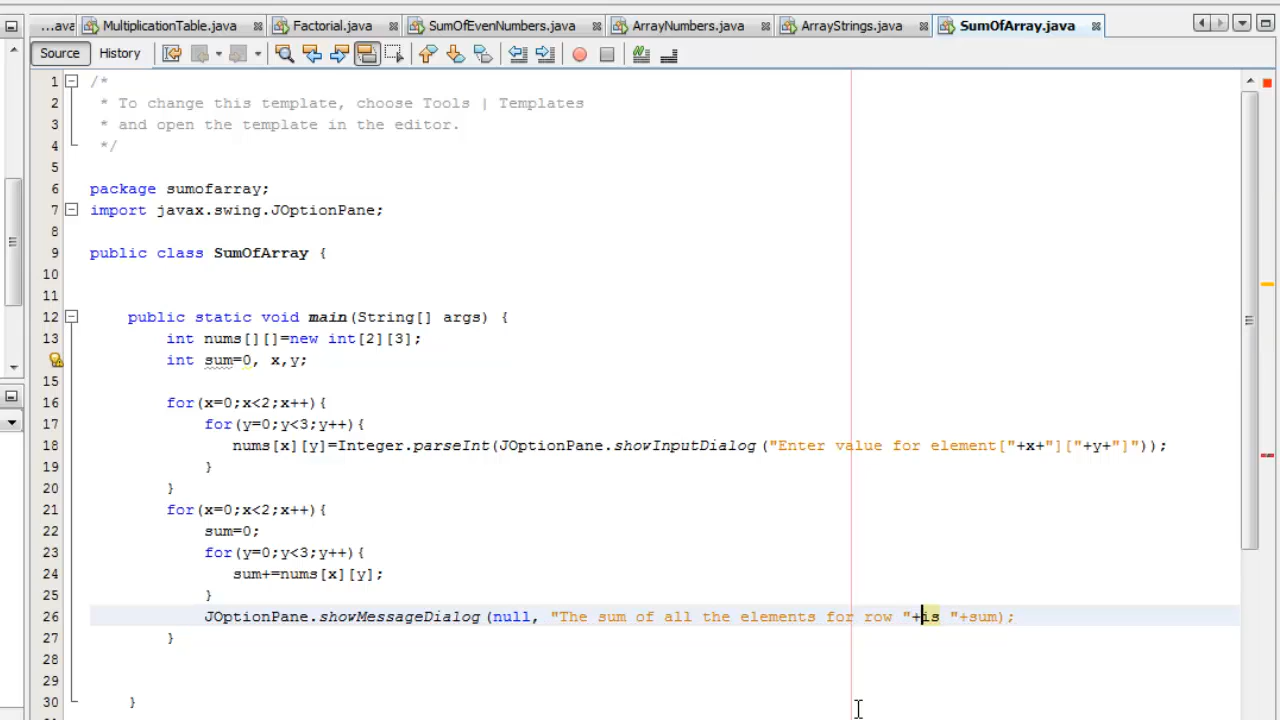 ...ava MultiplicationTable.java Factorial.java SumOfEvenNumbers.java ArrayNumbers.java ArrayStrings.java SumOfArray.java
Source History
1 /*
2 * To change this template, choose Tools | Templates
3 * and open the template in the editor.
4 */
5
6 package sumofarray;
7 import javax.swing.JOptionPane;
8
9 public class SumOfArray {
10
11
12 public static void main(String[] args) {
13 int nums[][]=new int[2][3];
int sum=0, x,y;
15
16 for(x=0;x<2;x++){
17 for(y=0;y<3;y++){
18 nums[x][y]=Integer.parseInt(JOptionPane.showInputDialog("Enter value for element["+x+"]["+y+"]"));
19 }
20 }
21 for(x=0;x<2;x++){
22 sum=0;
23 for(y=0;y<3;y++){
24 sum+=nums[x][y];
25 }
26 JOptionPane.showMessageDialog(null, "The sum of all the elements for row "+is "+sum);
27 }
28
29
30 }